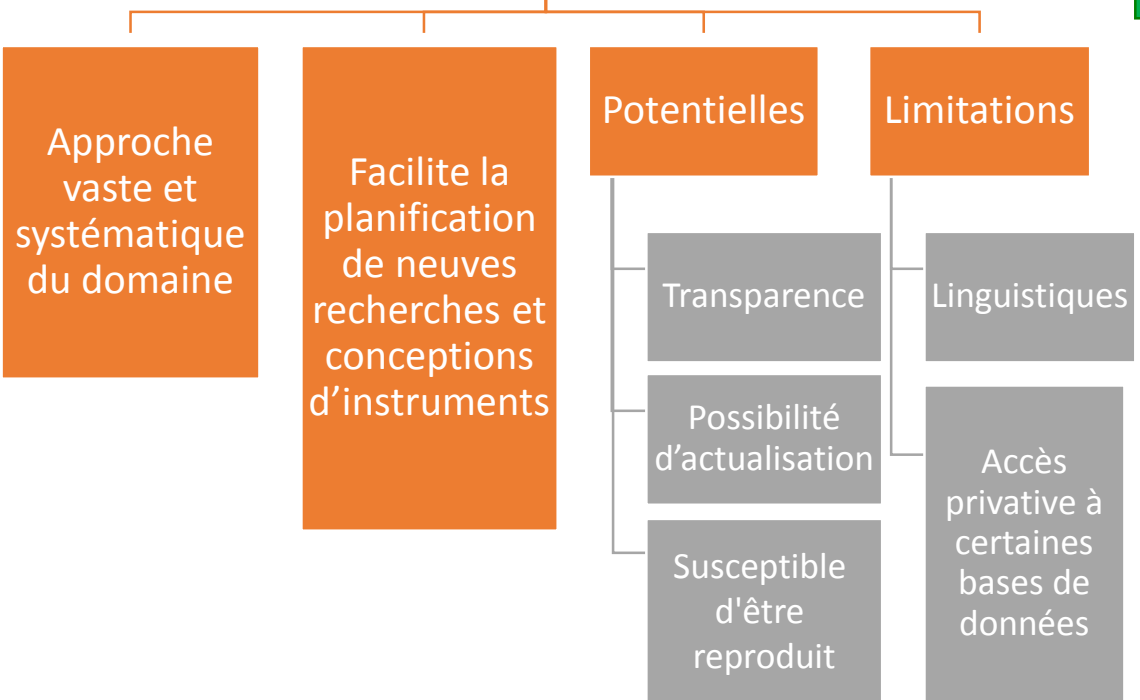 Approche
vaste et
systématique
du domaine
Facilite la
planification
de neuves
recherches et
conceptions
d’instruments
Potentielles
Transparence
Possibilité
d’actualisation
Susceptible
d'être
reproduit
Limitations
Linguistiques
Accès
privative à
certaines
bases de
données